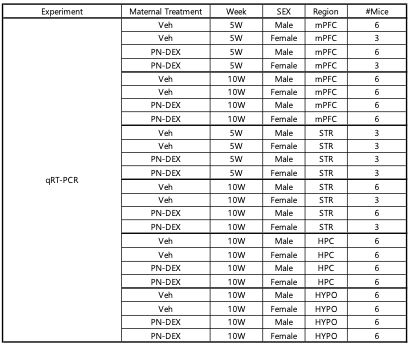 Experiment Maternal Treatment Week SEX Region #Mice
Veh 5W Male mPFC 6
Veh 5W Female mPFC 3
PN-DEX 5W Male mPFC 6
PN-DEX 5W Female mPFC 3
Veh 10W Male mPFC 6
Veh 10W Female mPFC 6
PN-DEX 10W Male mPFC 6
PN-DEX 10W Female mPFC 6
Veh 5W Male STR 3
Veh 5W Female STR 3
PN-DEX 5W Male STR 3
PN-DEX 5W Female STR 3
qRT-PCR
Veh 10W Male STR 6
Veh 10W Female STR 3
PN-DEX 10W Male STR 6
PN-DEX 10W Female STR 3
Veh 10W Male HPC 6
Veh 10W Female HPC 6
PN-DEX 10W Male HPC 6
PN-DEX 10W Female HPC 6
Veh 10W Male HYPO 6
Veh 10W Female HYPO 6
PN-DEX 10W Male HYPO 6
PN-DEX 10W Female HYPO 6